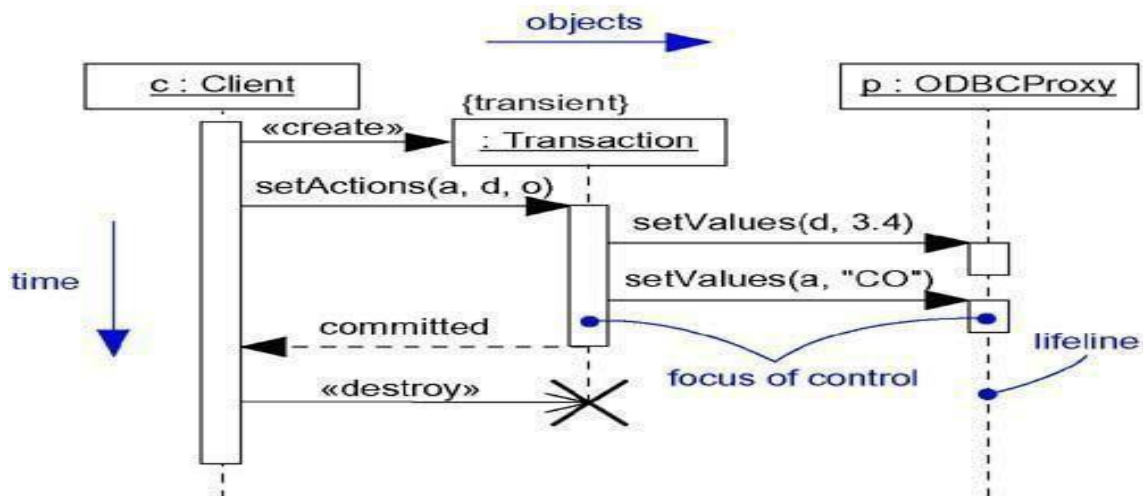 objects
c : Client
p : ODBCProxy
{transient}
«create»
: Transaction
setActions(a, d, o)
setValues(d, 3.4)
time
setValues(a, "CO")
committed
lifeline
focus of control
«destroy»